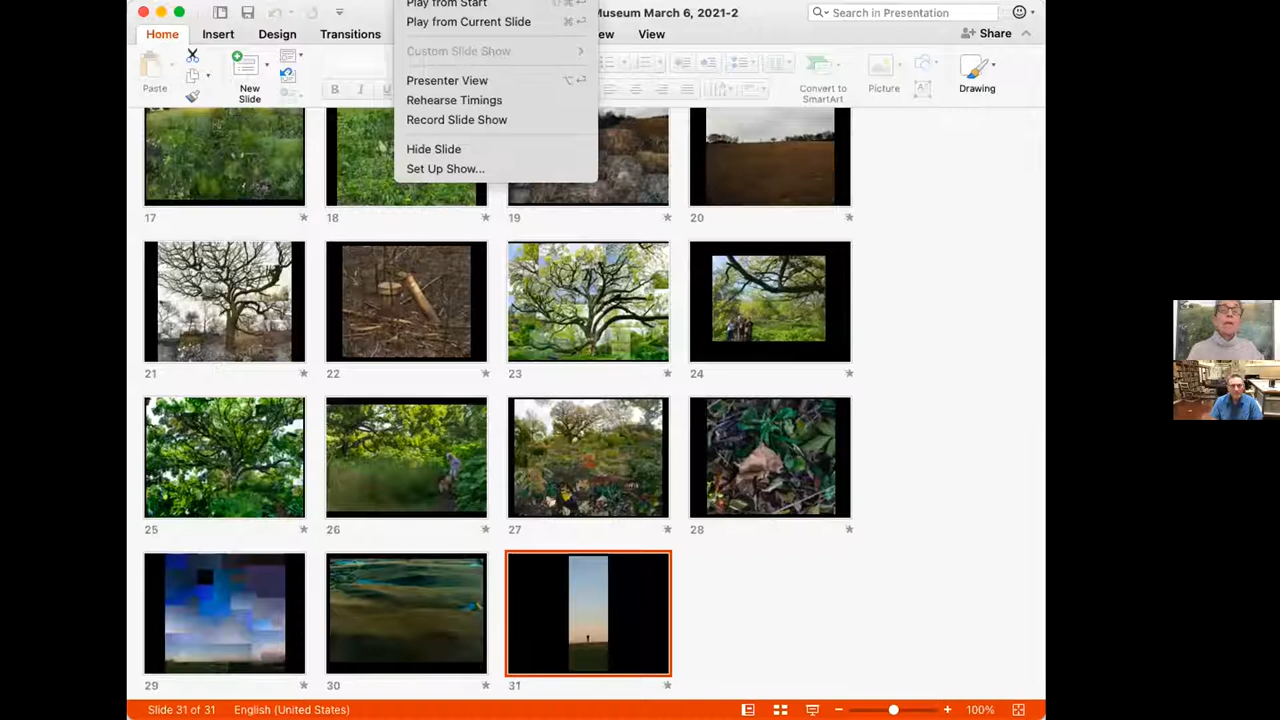 Play from Start
Museum March 6, 2021-2
Search in Presentation
Play from Current Slide
Home
Insert
Design
Transitions
View
Share
Custom Slide Show
Presenter View
Rehearse Timings
Record Slide Show
Hide Slide
Set Up Show...
Paste
New
Slide
B I U
Convert to
SmartArt
Picture
Drawing
17
18
19
20
21
22
23
24
25
26
27
28
29
30
31
Slide 31 of 31
English (United States)
100%